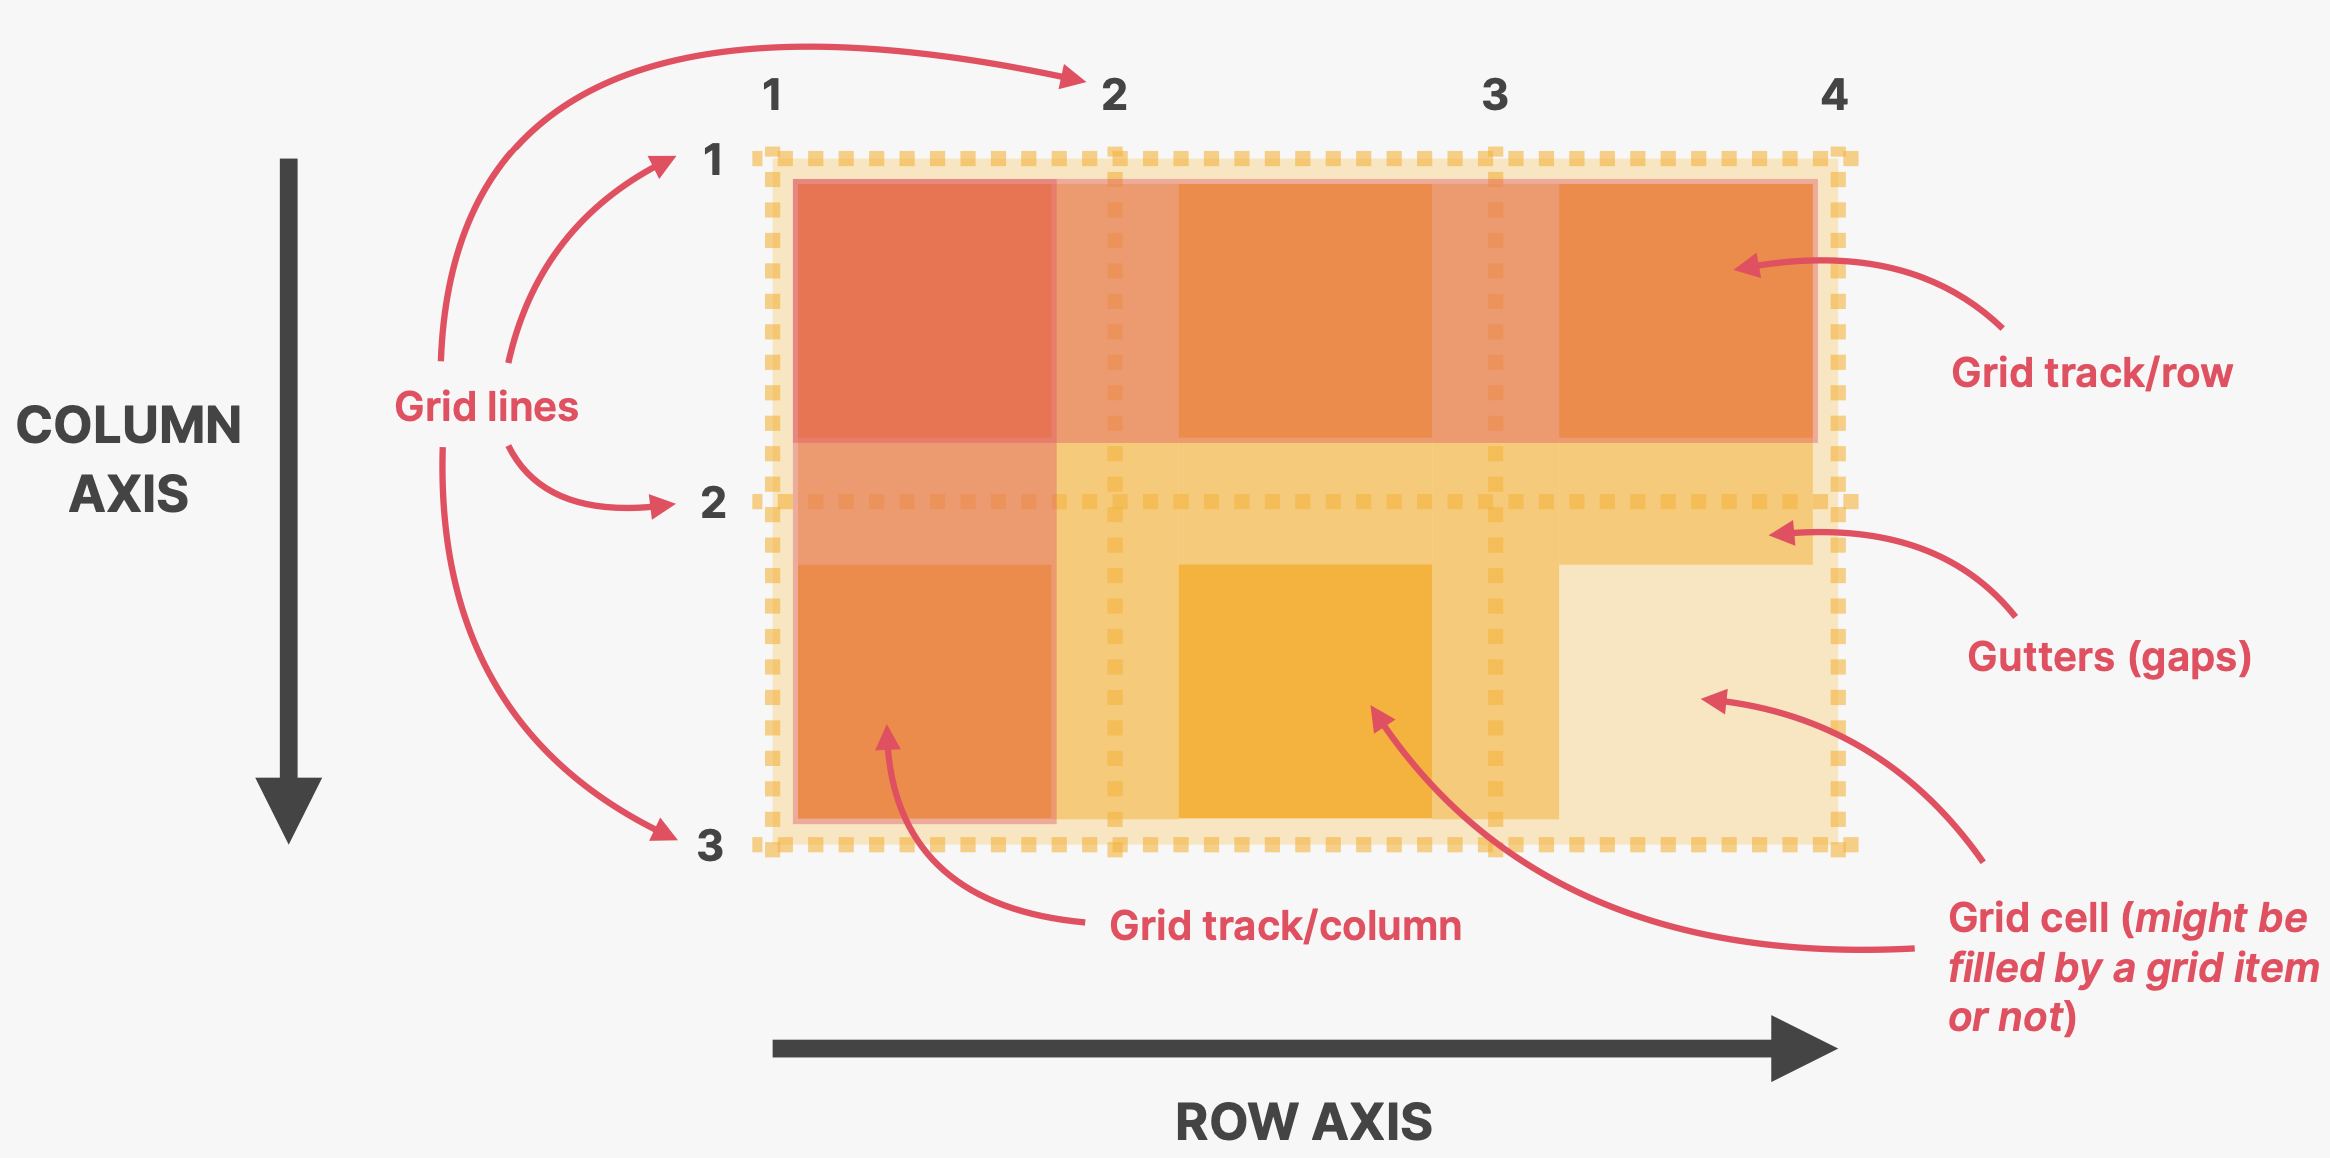 1 2 3 4
1
Grid track/row
Grid lines
COLUMN
AXIS
2
Gutters (gaps)
3
Grid track/column
Grid cell (might be
filled by a grid item
or not)
ROW AXIS